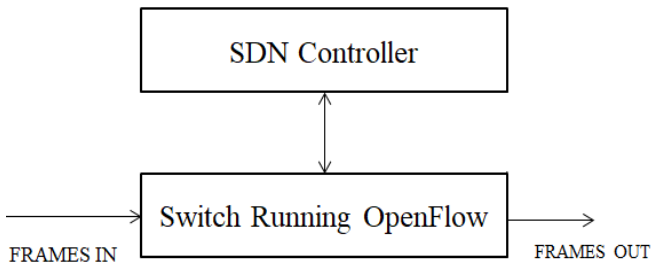 SDN Controller
Switch Running OpenFlow
FRAMES IN
FRAMES OUT